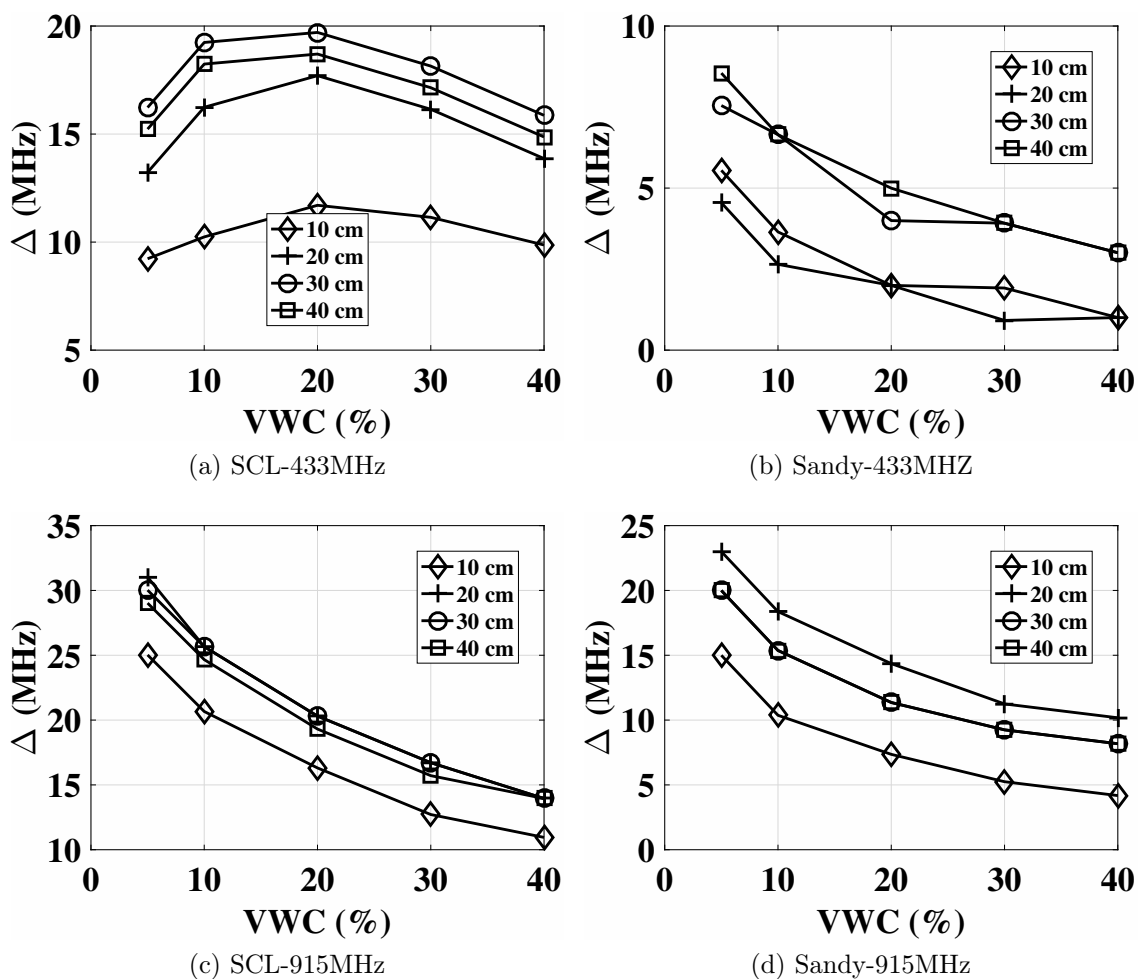 20
15
10
5
Δ (MHz)
10 cm
20 cm
30 cm
40 cm
0 10 20 30 40
VWC (%)
(a) SCL-433MHz
5
0
Δ (MHz)
10 cm
20 cm
30 cm
40 cm
0 10 20 30 40
VWC (%)
(b) Sandy-433MHZ
35
30
25
20
15
10
Δ (MHz)
10 cm
20 cm
30 cm
40 cm
0 10 20 30 40
VWC (%)
(c) SCL-915MHz
25
20
15
10
5
0
Δ (MHz)
10 cm
20 cm
30 cm
40 cm
0 10 20 30 40
VWC (%)
(d) Sandy-915MHz